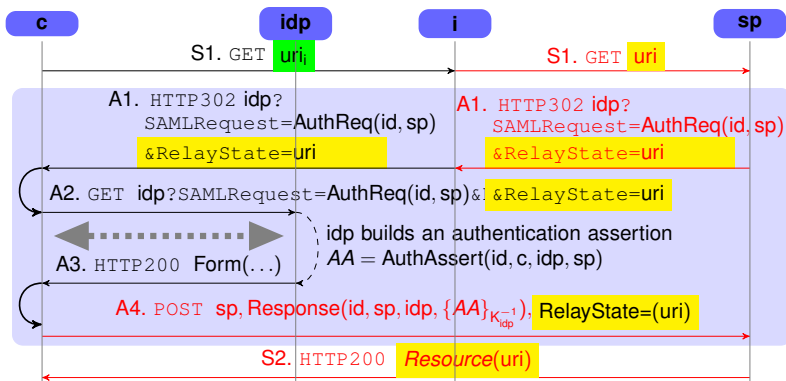 c idp i sp
S1. GET uri_i S1. GET uri
A1. HTTP302 idp?
SAMLRequest=AuthReq(id, sp)
&RelayState=uri
A1. HTTP302 idp?
SAMLRequest=AuthReq(id, sp)
&RelayState=uri
A2. GET idp?SAMLRequest=AuthReq(id, sp)& &RelayState=uri
idp builds an authentication assertion
AA = AuthAssert(id, c, idp, sp)
A3. HTTP200 Form(...)
A4. POST sp, Response(id, sp, idp, {AA}_{K_{idp}^{-1}}), RelayState=(uri)
S2. HTTP200 Resource(uri)